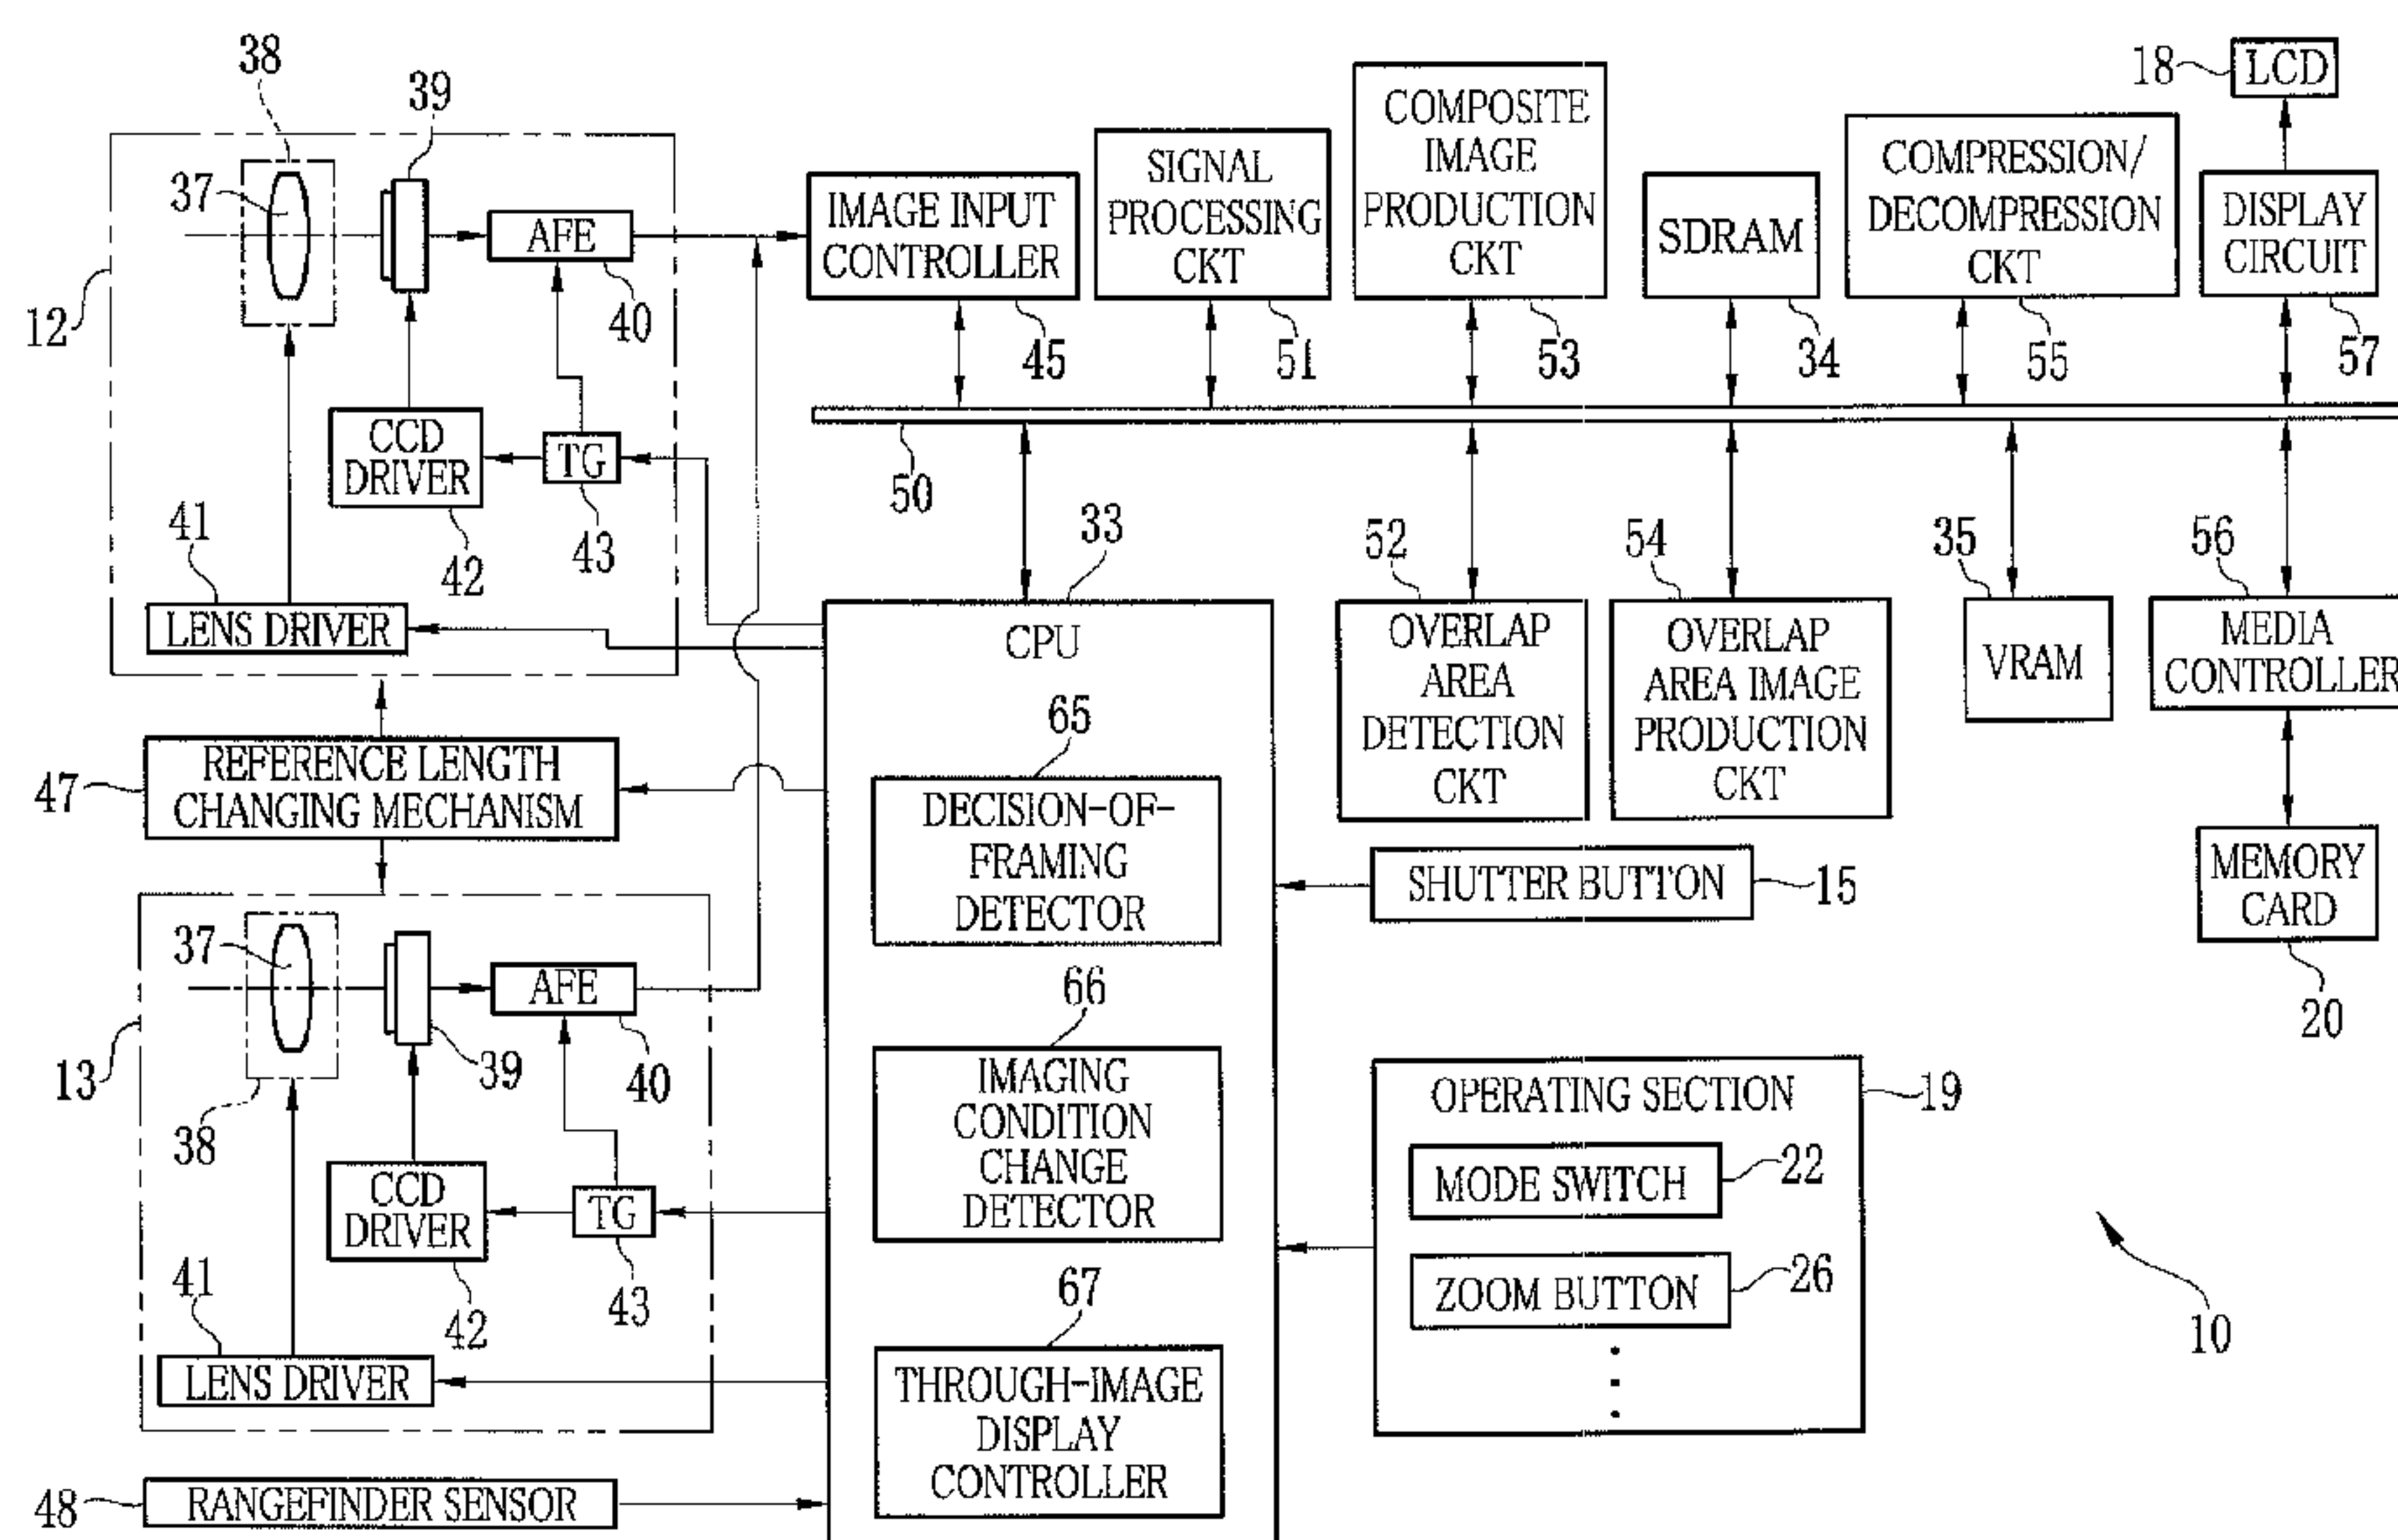 38
39
37
12
AFE
40
CCD
DRIVER
TG
42
43
41
LENS DRIVER
IMAGE INPUT
CONTROLLER
45
SIGNAL
PROCESSING
CKT
51
COMPOSITE
IMAGE
PRODUCTION
CKT
53
SDRAM
34
COMPRESSION/
DECOMPRESSION
CKT
55
18
LCD
DISPLAY
CIRCUIT
57
50
33
CPU
52
OVERLAP
AREA
DETECTION
CKT
54
OVERLAP
AREA IMAGE
PRODUCTION
CKT
35
VRAM
56
MEDIA
CONTROLLER
MEMORY
CARD
20
47
REFERENCE LENGTH
CHANGING MECHANISM
65
DECISION-OF-
FRAMING
DETECTOR
SHUTTER BUTTON
15
37
13
38
39
AFE
40
CCD
DRIVER
TG
42
43
41
LENS DRIVER
66
IMAGING
CONDITION
CHANGE
DETECTOR
OPERATING SECTION
19
MODE SWITCH
22
ZOOM BUTTON
26
10
67
THROUGH-IMAGE
DISPLAY
CONTROLLER
48
RANGEFINDER SENSOR